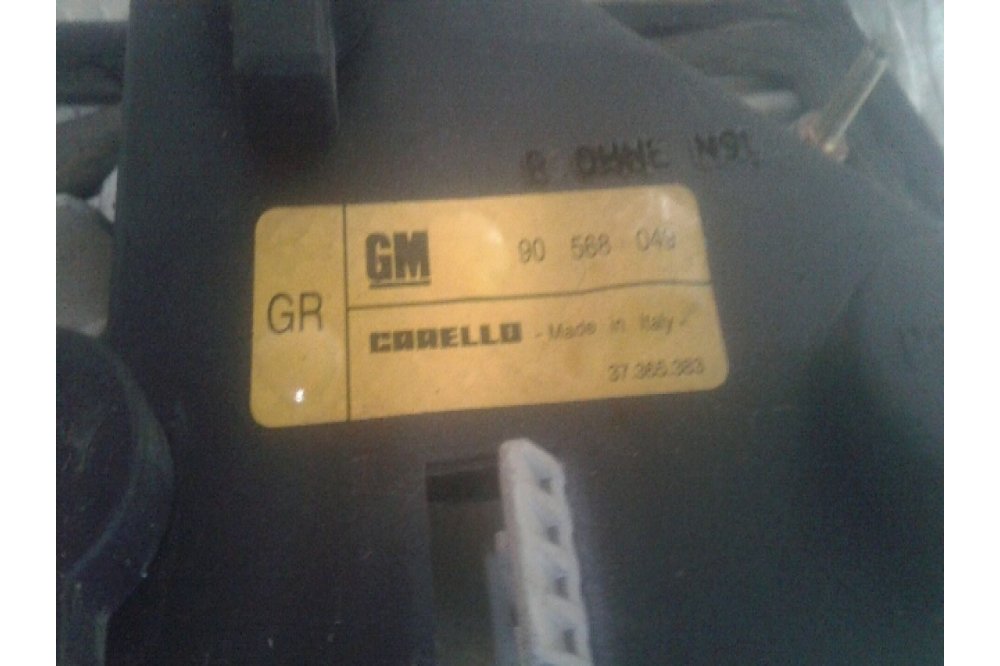 GR
GM 90 568 049
CARELLO - Made in Italy -
37.365.383